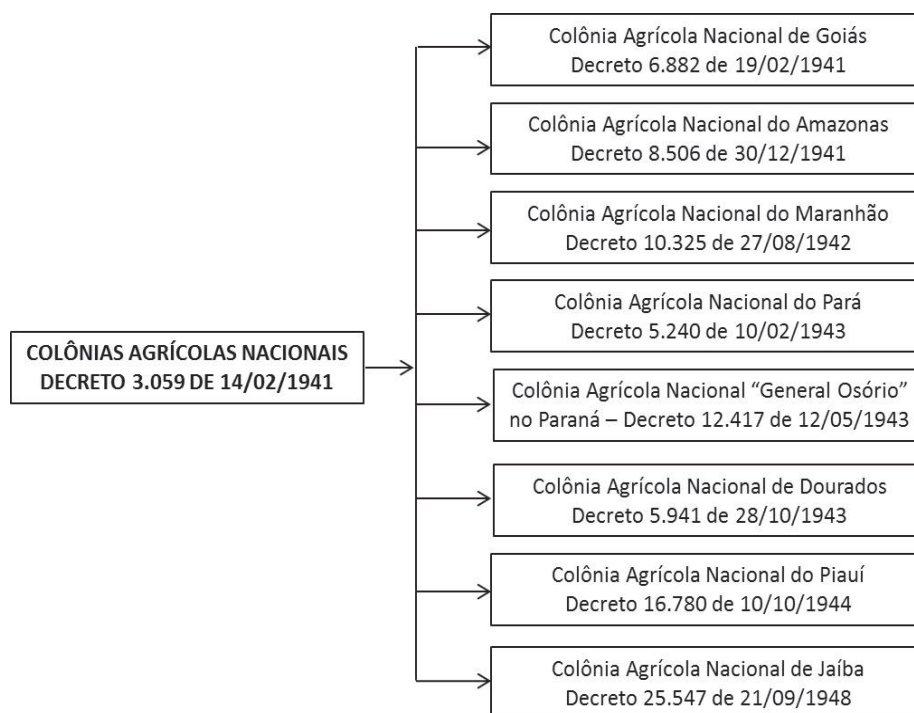 Colônia Agrícola Nacional de Goiás
Decreto 6.882 de 19/02/1941
Colônia Agrícola Nacional do Amazonas
Decreto 8.506 de 30/12/1941
Colônia Agrícola Nacional do Maranhão
Decreto 10.325 de 27/08/1942
Colônia Agrícola Nacional do Pará
Decreto 5.240 de 10/02/1943
COLÔNIAS AGRÍCOLAS NACIONAIS
DECRETO 3.059 DE 14/02/1941
Colônia Agrícola Nacional “General Osório”
no Paraná – Decreto 12.417 de 12/05/1943
Colônia Agrícola Nacional de Dourados
Decreto 5.941 de 28/10/1943
Colônia Agrícola Nacional do Piauí
Decreto 16.780 de 10/10/1944
Colônia Agrícola Nacional de Jaíba
Decreto 25.547 de 21/09/1948